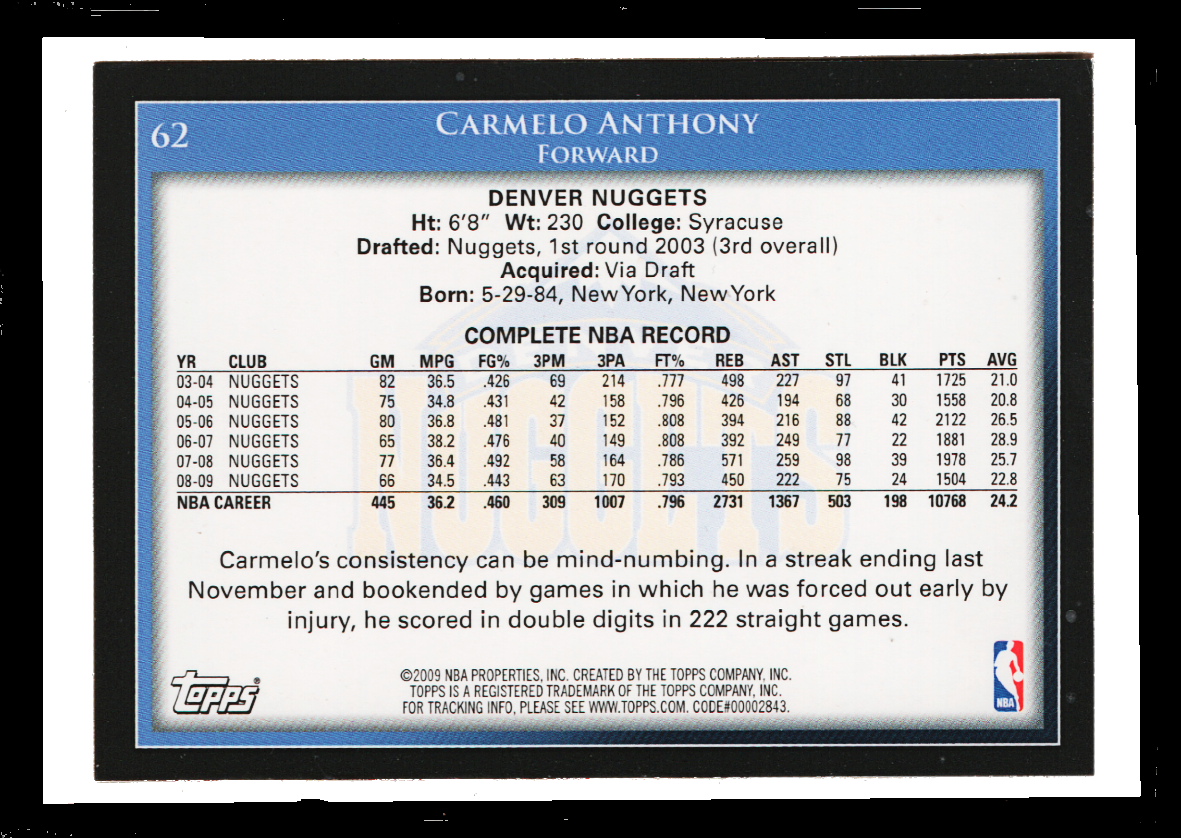 62
CARMELO ANTHONY
FORWARD
DENVER NUGGETS
Ht: 6'8" Wt: 230 College: Syracuse
Drafted: Nuggets, 1st round 2003 (3rd overall)
Acquired: Via Draft
Born: 5-29-84, New York, New York
COMPLETE NBA RECORD
YR CLUB GM MPG FG% 3PM 3PA FT% REB AST STL BLK PTS AVG
03-04 NUGGETS 82 36.5 .426 69 214 .777 498 227 97 41 1725 21.0
04-05 NUGGETS 75 34.8 .431 42 158 .796 426 194 68 30 1558 20.8
05-06 NUGGETS 80 36.8 .481 37 152 .808 394 216 88 42 2122 26.5
06-07 NUGGETS 65 38.2 .476 40 149 .808 392 249 77 22 1881 28.9
07-08 NUGGETS 77 36.4 .492 58 164 .786 571 259 98 39 1978 25.7
08-09 NUGGETS 66 34.5 .443 63 170 .793 450 222 75 24 1504 22.8
NBA CAREER 445 36.2 .460 309 1007 .796 2731 1367 503 198 10768 24.2
NUGGETS
Carmelo's consistency can be mind-numbing. In a streak ending last
November and bookended by games in which he was forced out early by
injury, he scored in double digits in 222 straight games.
Topps®
©2009 NBA PROPERTIES, INC. CREATED BY THE TOPPS COMPANY, INC.
TOPPS IS A REGISTERED TRADEMARK OF THE TOPPS COMPANY, INC.
FOR TRACKING INFO, PLEASE SEE WWW.TOPPS.COM. CODE#00002843.
NBA